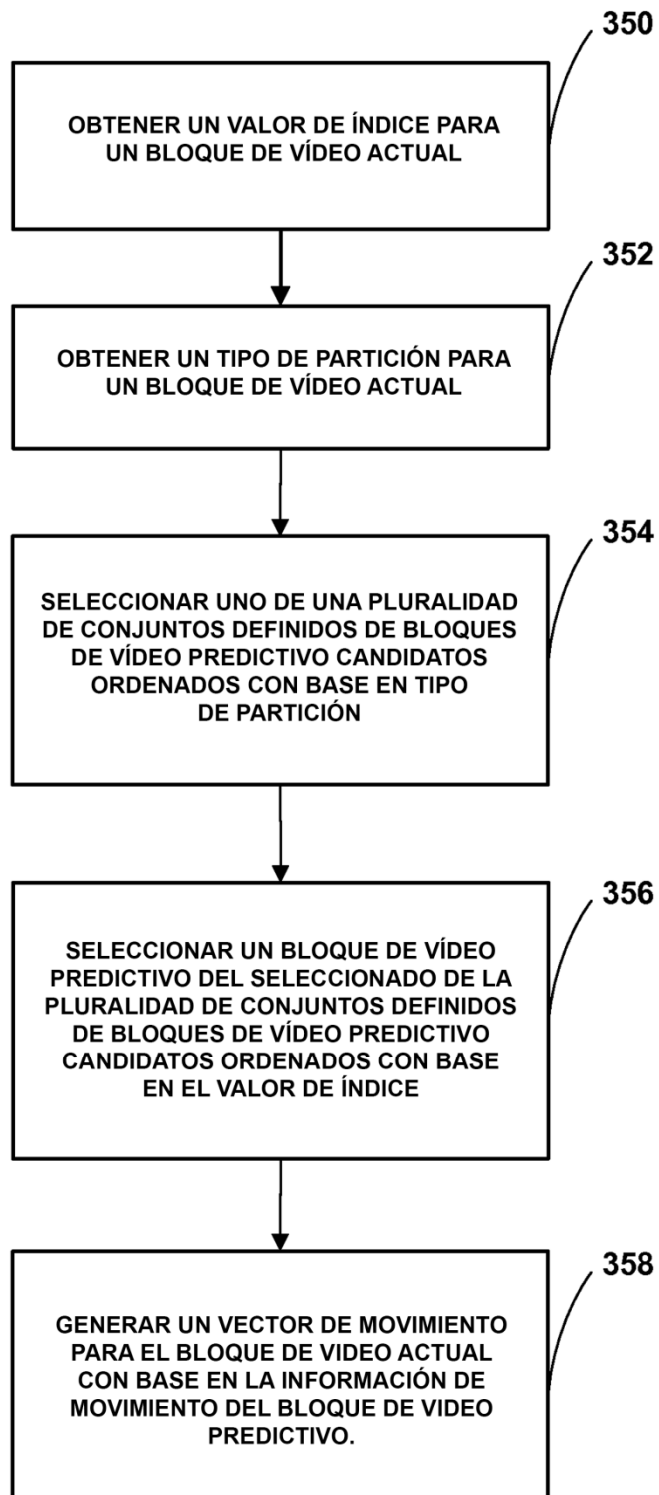 350
OBTENER UN VALOR DE ÍNDICE PARA
UN BLOQUE DE VÍDEO ACTUAL
352
OBTENER UN TIPO DE PARTICIÓN PARA
UN BLOQUE DE VÍDEO ACTUAL
354
SELECCIONAR UNO DE UNA PLURALIDAD
DE CONJUNTOS DEFINIDOS DE BLOQUES
DE VÍDEO PREDICTIVO CANDIDATOS
ORDENADOS CON BASE EN TIPO
DE PARTICIÓN
356
SELECCIONAR UN BLOQUE DE VÍDEO
PREDICTIVO DEL SELECCIONADO DE LA
PLURALIDAD DE CONJUNTOS DEFINIDOS
DE BLOQUES DE VÍDEO PREDICTIVO
CANDIDATOS ORDENADOS CON BASE
EN EL VALOR DE ÍNDICE
358
GENERAR UN VECTOR DE MOVIMIENTO
PARA EL BLOQUE DE VIDEO ACTUAL
CON BASE EN LA INFORMACIÓN DE
MOVIMIENTO DEL BLOQUE DE VIDEO
PREDICTIVO.